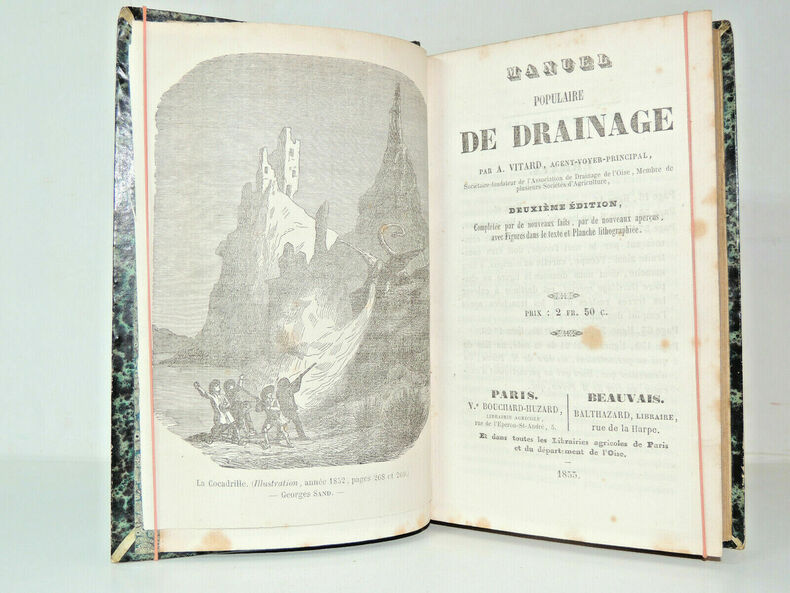 La Cocadrille. (Illustration, année 1852, pages 268 et 269.)
— Georges SAND. —
MANUEL
POPULAIRE
DE DRAINAGE
PAR A. VITARD, AGENT-VOYER-PRINCIPAL,
Sociétaire-fondateur de l'Association de Drainage de l'Oise, Membre de
plusieurs Sociétés d'Agriculture,
DEUXIÈME ÉDITION,
Complétée par de nouveaux faits, par de nouveaux aperçus,
avec Figures dans le texte et Planche lithographiée.
PRIX : 2 FR. 50 C.
PARIS.
Ve BOUCHARD-HUZARD,
LIBRAIRIE AGRICOLE,
rue de l'Eperon-St-André, 5.
BEAUVAIS.
BALTHAZARD, LIBRAIRE,
rue de la Harpe.
Et dans toutes les Librairies agricoles de Paris
et du département de l'Oise.
—
1855.